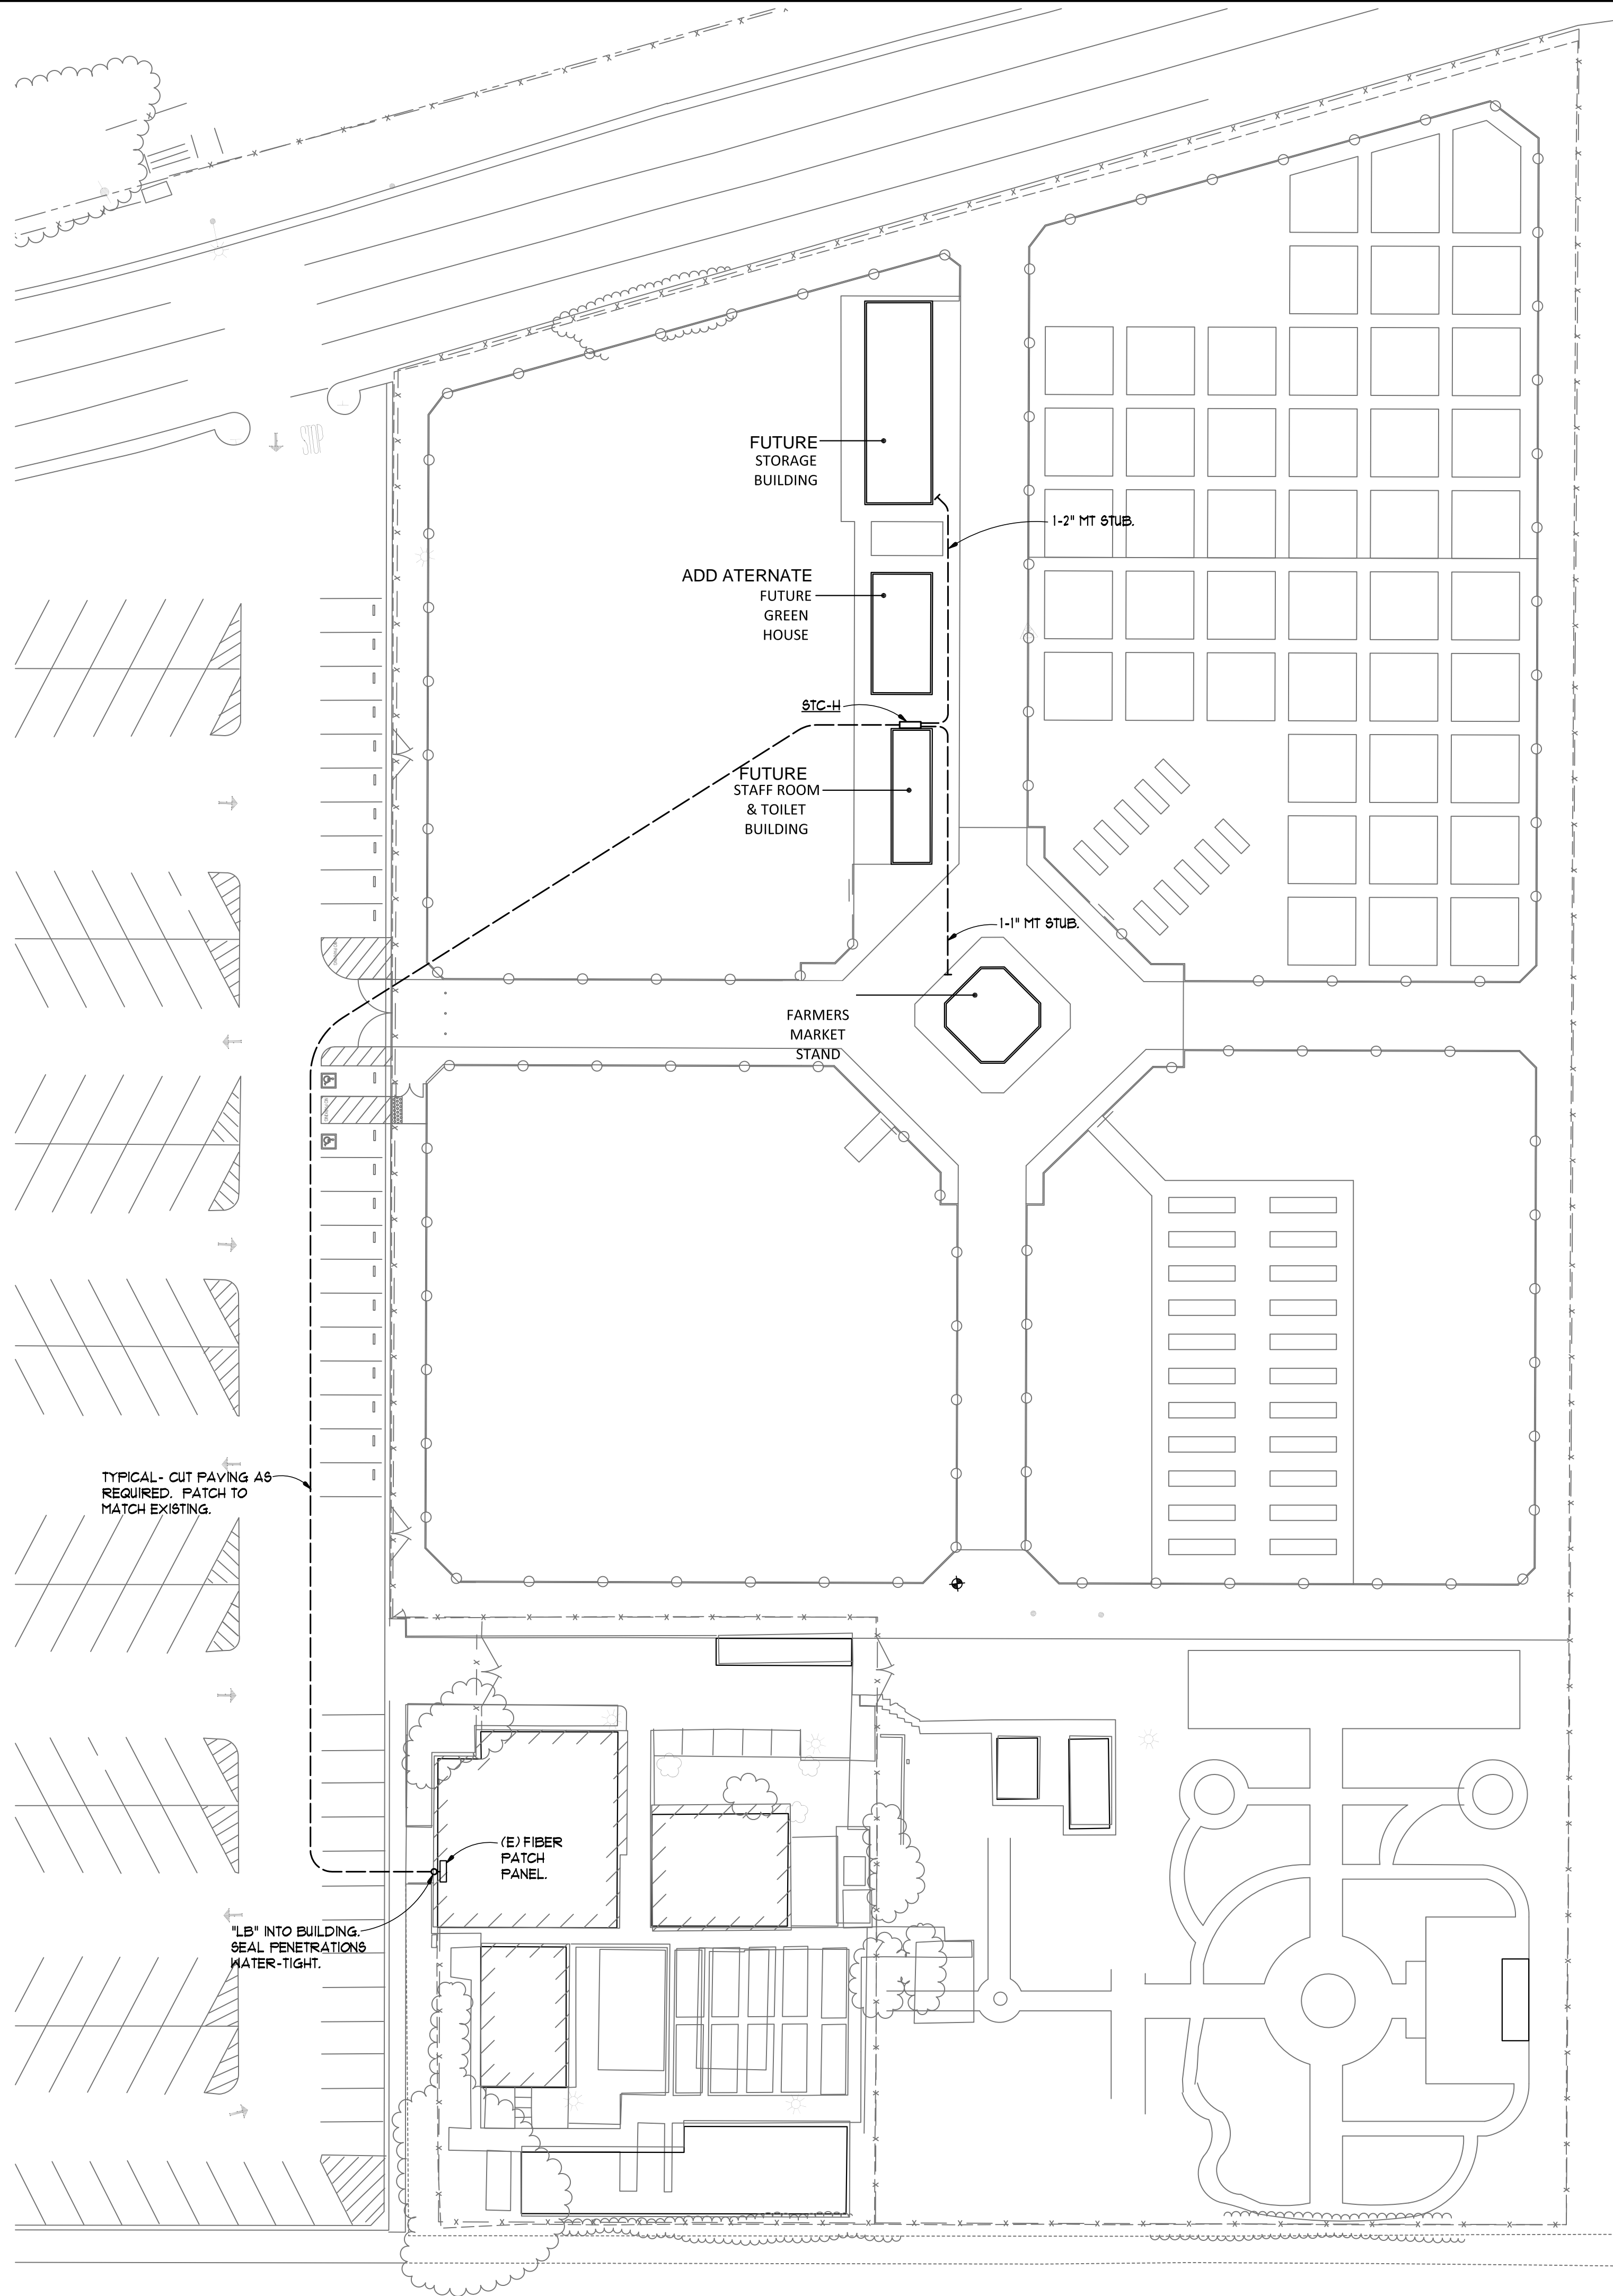 STOP
FUTURE
STORAGE
BUILDING
1-2" MT STUB.
ADD ATERNATE
FUTURE
GREEN
HOUSE
STC-H
FUTURE
STAFF ROOM
& TOILET
BUILDING
1-1" MT STUB.
FARMERS
MARKET
STAND
TYPICAL- CUT PAVING AS
REQUIRED. PATCH TO
MATCH EXISTING.
(E) FIBER
PATCH
PANEL.
"LB" INTO BUILDING.
SEAL PENETRATIONS
WATER-TIGHT.